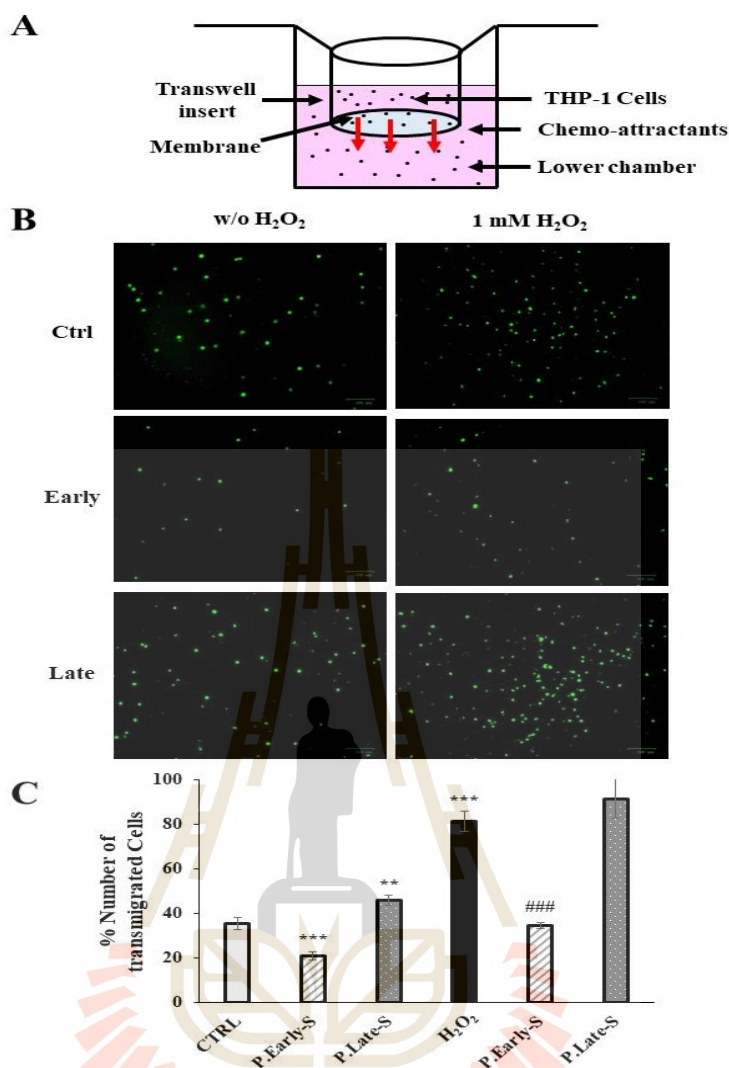 A
Transwell insert
THP-1 Cells
Membrane
Chemo-attractants
Lower chamber
B
w/o H₂O₂
1 mM H₂O₂
Ctrl
Early
Late
C
% Number of
transmigrated Cells
100
80
60
40
20
0
***
**
***
###
CTRL
P.Early-S
P.Late-S
H₂O₂
P.Early-S
P.Late-S